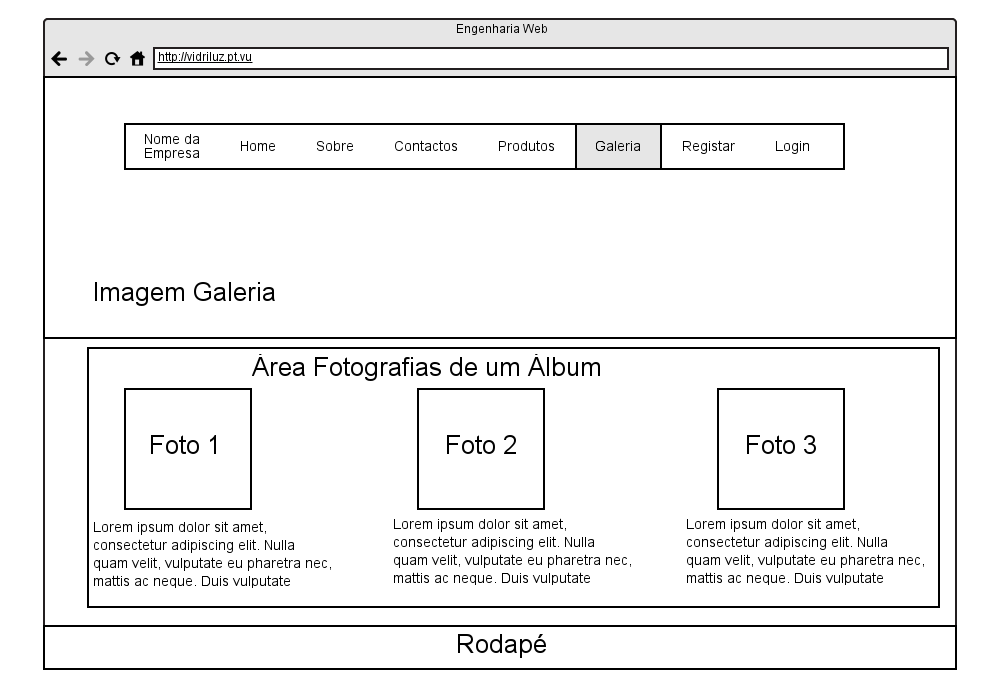 Engenharia Web
http://vidriluz.pt.vu
Nome da
Empresa
Home
Sobre
Contactos
Produtos
Galeria
Registar
Login
Imagem Galeria
Área Fotografias de um Álbum
Foto 1
Foto 2
Foto 3
Lorem ipsum dolor sit amet,
consectetur adipiscing elit. Nulla
quam velit, vulputate eu pharetra nec,
mattis ac neque. Duis vulputate
Lorem ipsum dolor sit amet,
consectetur adipiscing elit. Nulla
quam velit, vulputate eu pharetra nec,
mattis ac neque. Duis vulputate
Lorem ipsum dolor sit amet,
consectetur adipiscing elit. Nulla
quam velit, vulputate eu pharetra nec,
mattis ac neque. Duis vulputate
Rodapé